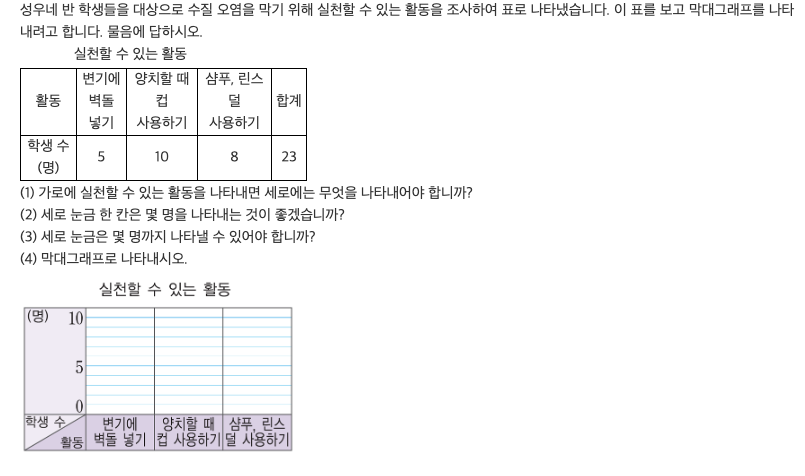 성우네 반 학생들을 대상으로 수질 오염을 막기 위해 실천할 수 있는 활동을 조사하여 표로 나타냈습니다. 이 표를 보고 막대그래프를 나타
내려고 합니다. 물음에 답하시오.
실천할 수 있는 활동
활동 변기에 벽돌 넣기 양치할 때 컵 사용하기 샴푸, 린스 덜 사용하기 합계
학생 수 (명) 5 10 8 23
(1) 가로에 실천할 수 있는 활동을 나타내면 세로에는 무엇을 나타내어야 합니까?
(2) 세로 눈금 한 칸은 몇 명을 나타내는 것이 좋겠습니까?
(3) 세로 눈금은 몇 명까지 나타낼 수 있어야 합니까?
(4) 막대그래프로 나타내시오.
실천할 수 있는 활동
(명) 10
5
0
학생 수 변기에 양치할 때 샴푸, 린스
활동 벽돌 넣기 컵 사용하기 덜 사용하기